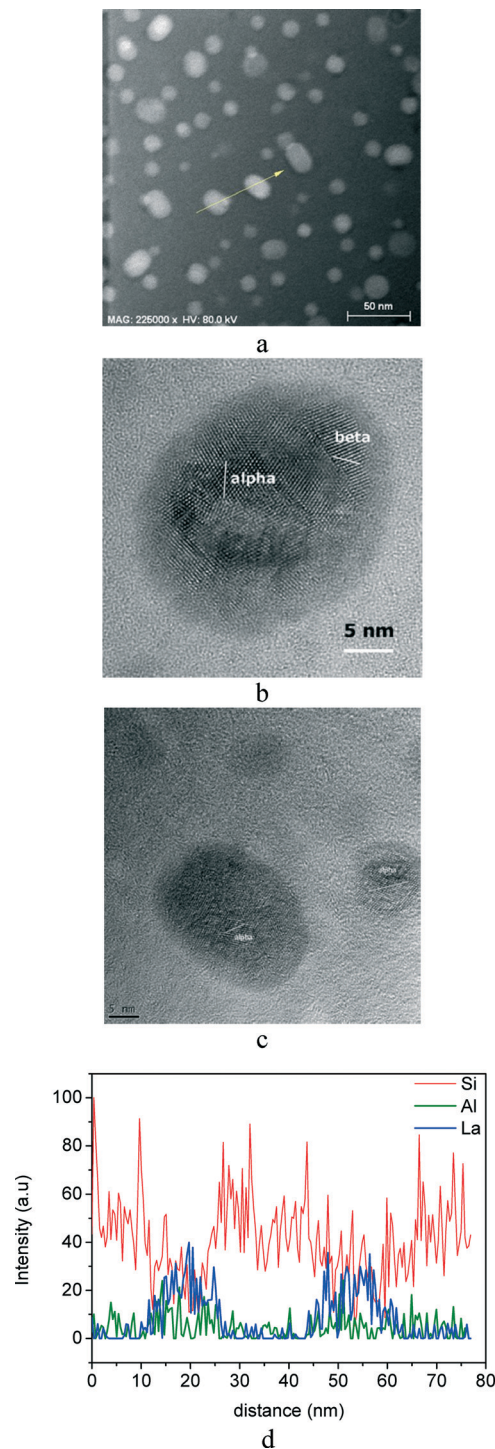 MAG: 225000 x HV: 80.0 kV
50 nm
a
beta
alpha
5 nm
b
alpha
alpha
5 nm
c
Intensity (a.u)
100
80
60
40
20
0
Si
Al
La
0 10 20 30 40 50 60 70 80
distance (nm)
d